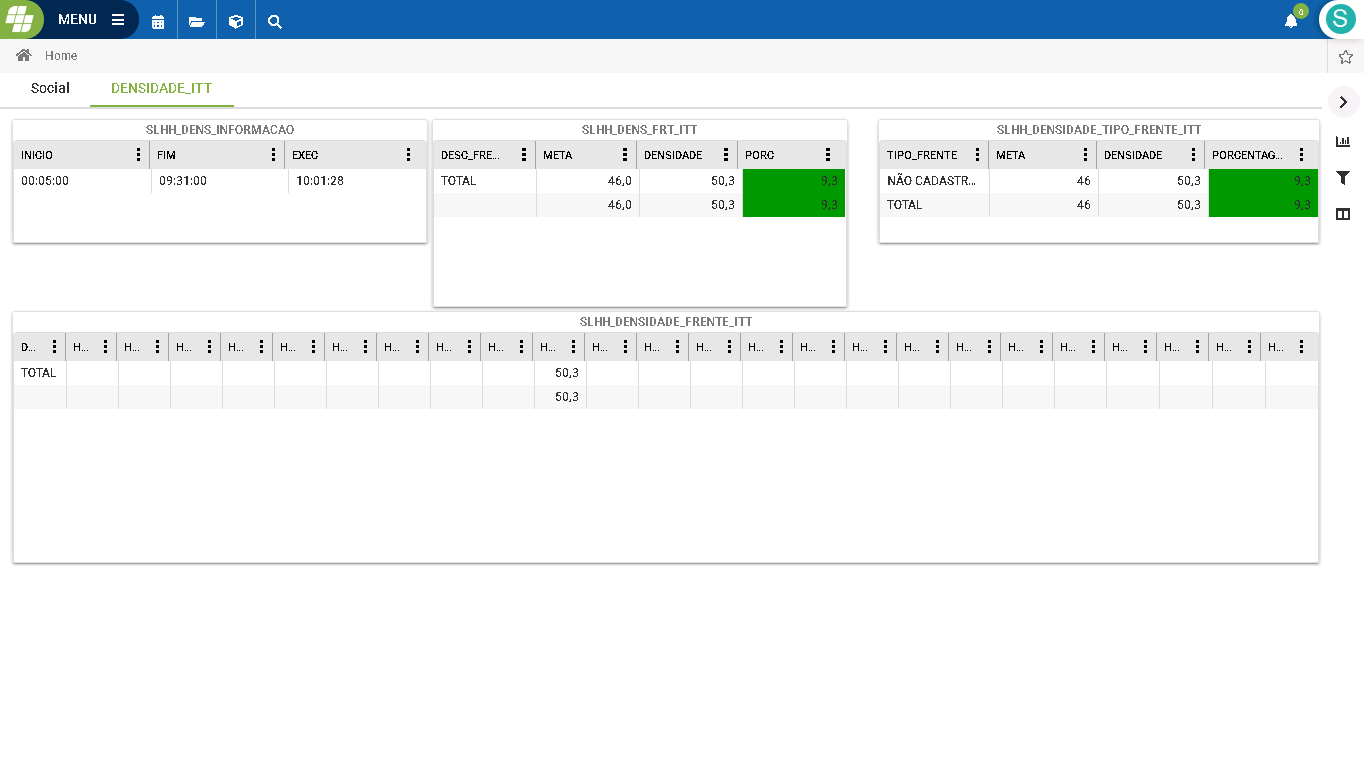 MENU
0
S
Home
Social DENSIDADE_ITT
SLHH_DENS_INFORMACAO
INICIO FIM EXEC
00:05:00 09:31:00 10:01:28
SLHH_DENS_FRT_ITT
DESC_FRE... META DENSIDADE PORC
TOTAL 46,0 50,3 9,3
46,0 50,3 9,3
SLHH_DENSIDADE_TIPO_FRENTE_ITT
TIPO_FRENTE META DENSIDADE PORCENTAG...
NÃO CADASTR... 46 50,3 9,3
TOTAL 46 50,3 9,3
SLHH_DENSIDADE_FRENTE_ITT
D... H... H... H... H... H... H... H... H... H... H... H... H... H... H... H... H... H... H... H... H... H... H... H... H...
TOTAL 50,3
50,3